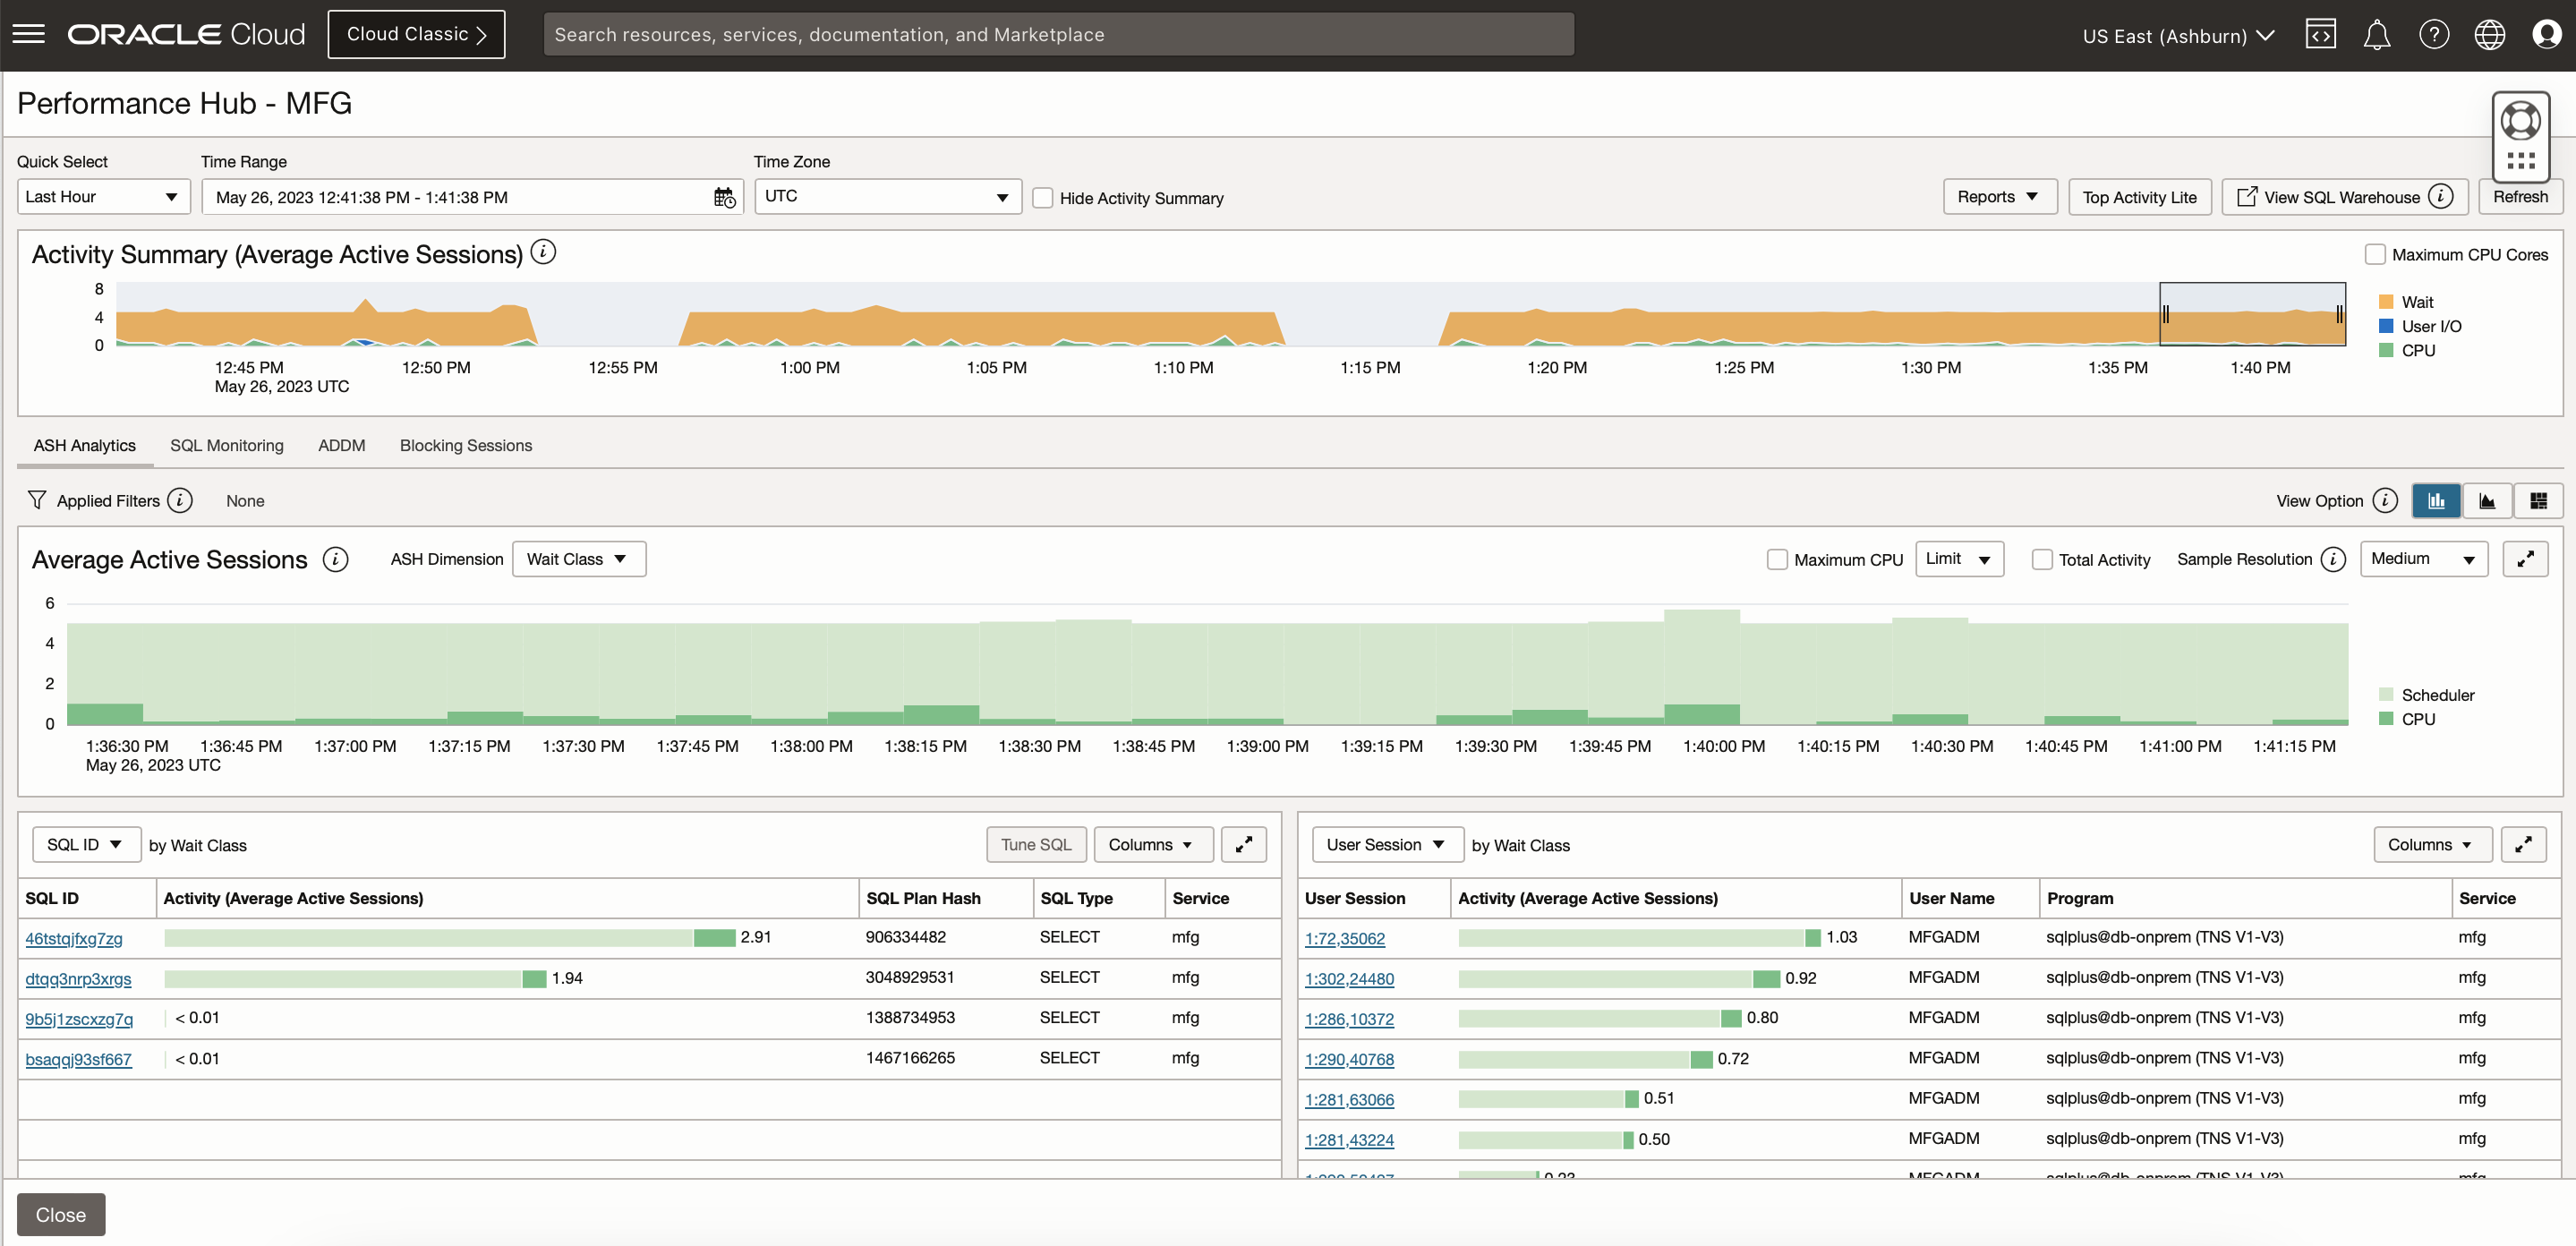 ORACLE Cloud
Cloud Classic
Search resources, services, documentation, and Marketplace
US East (Ashburn)
Performance Hub - MFG
Quick Select
Time Range
Time Zone
Last Hour
May 26, 2023 12:41:38 PM - 1:41:38 PM
UTC
Hide Activity Summary
Reports
Top Activity Lite
View SQL Warehouse
Refresh
Activity Summary (Average Active Sessions)
Maximum CPU Cores
8
4
0
Wait
User I/O
CPU
12:45 PM 12:50 PM 12:55 PM 1:00 PM 1:05 PM 1:10 PM 1:15 PM 1:20 PM 1:25 PM 1:30 PM 1:35 PM 1:40 PM
May 26, 2023 UTC
ASH Analytics SQL Monitoring ADDM Blocking Sessions
Applied Filters None
View Option
Average Active Sessions
ASH Dimension Wait Class
Maximum CPU Limit
Total Activity
Sample Resolution Medium
6
4
2
0
Scheduler
CPU
1:36:30 PM 1:36:45 PM 1:37:00 PM 1:37:15 PM 1:37:30 PM 1:37:45 PM 1:38:00 PM 1:38:15 PM 1:38:30 PM 1:38:45 PM 1:39:00 PM 1:39:15 PM 1:39:30 PM 1:39:45 PM 1:40:00 PM 1:40:15 PM 1:40:30 PM 1:40:45 PM 1:41:00 PM 1:41:15 PM
May 26, 2023 UTC
SQL ID by Wait Class
Tune SQL Columns
SQL ID Activity (Average Active Sessions) SQL Plan Hash SQL Type Service
46tstqjfxg7zg 2.91 906334482 SELECT mfg
dtqq3nrp3xrgs 1.94 3048929531 SELECT mfg
9b5j1zscxzg7q < 0.01 1388734953 SELECT mfg
bsaqqj93sf667 < 0.01 1467166265 SELECT mfg
User Session by Wait Class
Columns
User Session Activity (Average Active Sessions) User Name Program Service
1:72,35062 1.03 MFGADM sqlplus@db-onprem (TNS V1-V3) mfg
1:302,24480 0.92 MFGADM sqlplus@db-onprem (TNS V1-V3) mfg
1:286,10372 0.80 MFGADM sqlplus@db-onprem (TNS V1-V3) mfg
1:290,40768 0.72 MFGADM sqlplus@db-onprem (TNS V1-V3) mfg
1:281,63066 0.51 MFGADM sqlplus@db-onprem (TNS V1-V3) mfg
1:281,43224 0.50 MFGADM sqlplus@db-onprem (TNS V1-V3) mfg
MFGADM sqlplus@db-onprem (TNS V1-V3) mfg
Close